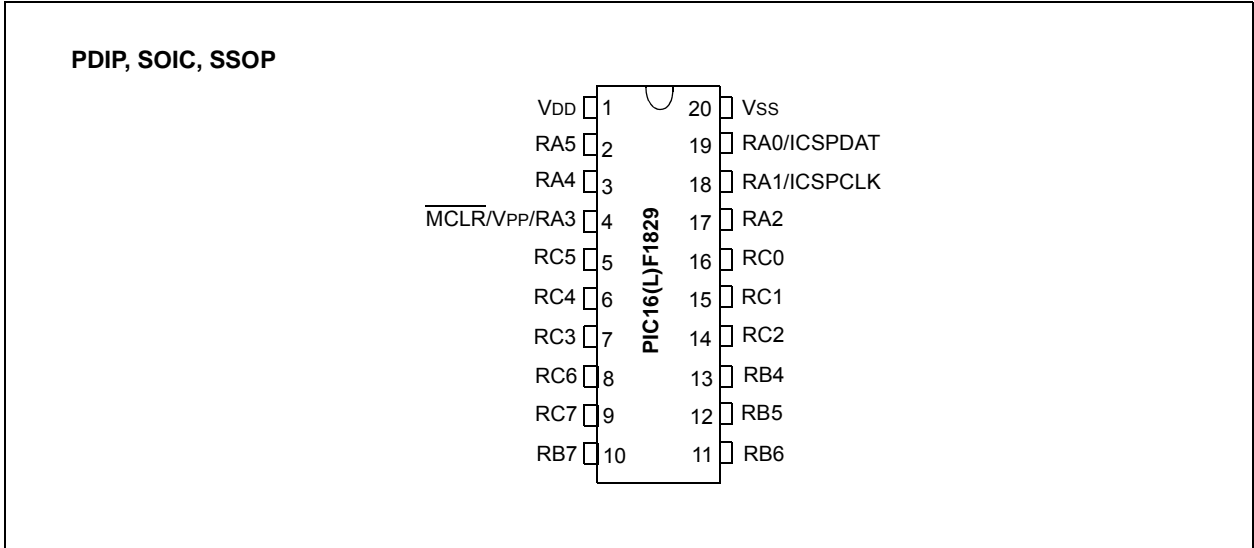 PDIP, SOIC, SSOP
VDD 1 20 VSS
RA5 2 19 RA0/ICSPDAT
RA4 3 18 RA1/ICSPCLK
MCLR/VPP/RA3 4 17 RA2
RC5 5 16 RC0
RC4 6 15 RC1
RC3 7 14 RC2
RC6 8 13 RB4
RC7 9 12 RB5
RB7 10 11 RB6
PIC16(L)F1829